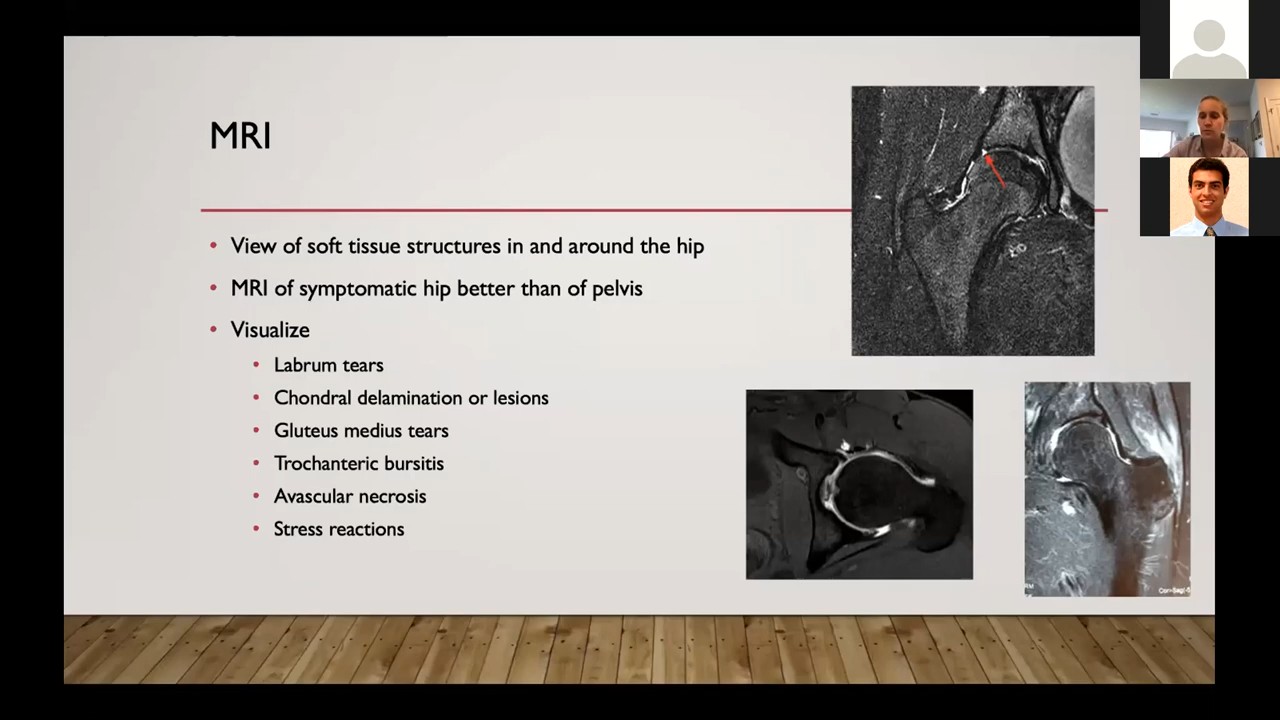 MRI
View of soft tissue structures in and around the hip
MRI of symptomatic hip better than of pelvis
Visualize
Labrum tears
Chondral delamination or lesions
Gluteus medius tears
Trochanteric bursitis
Avascular necrosis
Stress reactions